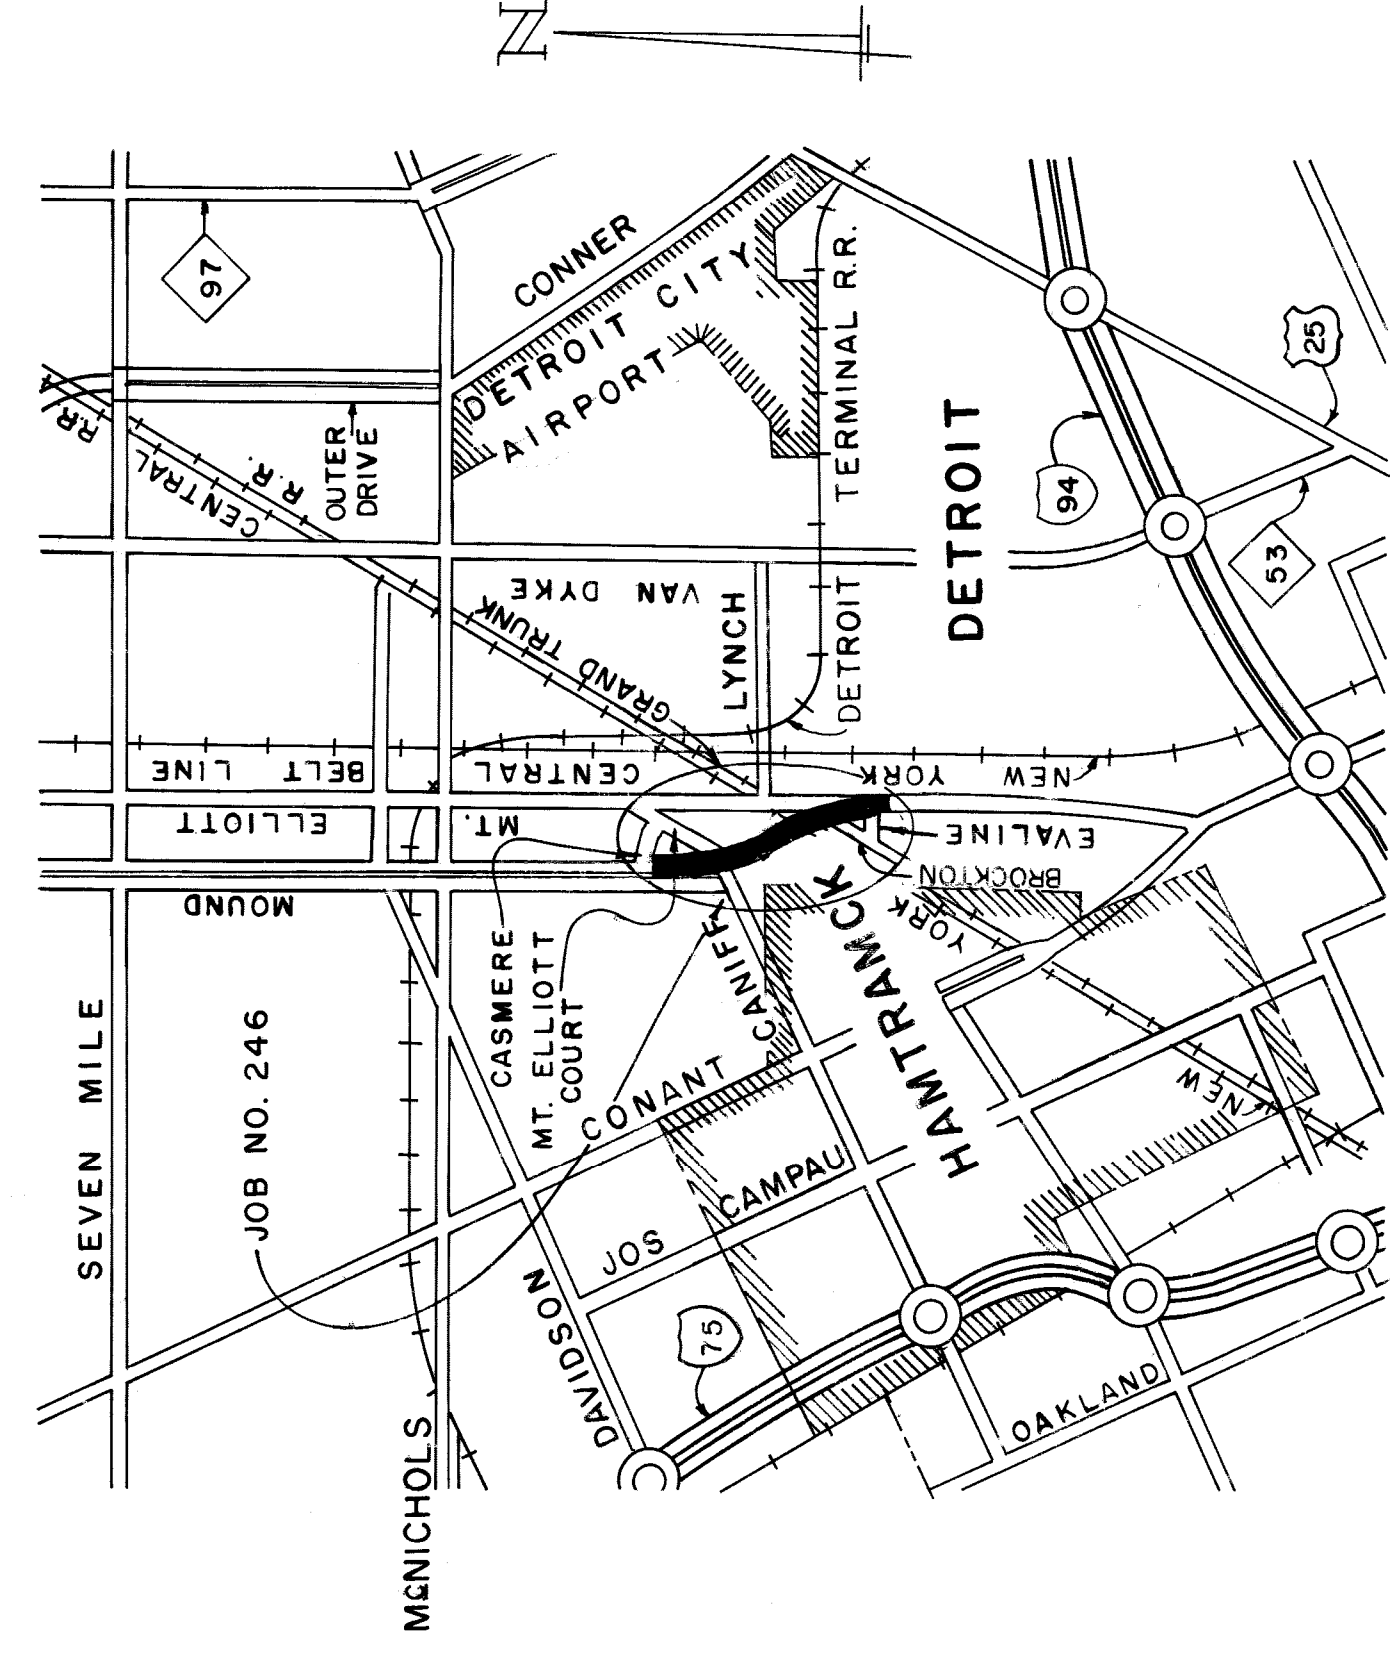 N
97
CONNER
DETROIT CITY
AIRPORT
TERMINAL R.R.
DETROIT
25
94
53
R.R.
CENTRAL
R.R.
OUTER
DRIVE
VAN DYKE
GRAND TRUNK
LYNCH
DETROIT
BELT LINE
CENTRAL
NEW YORK
MT. ELLIOTT
EVALINE
BROCKTON
MOUND
CASMERE
MT. ELLIOTT
COURT
CANIFF
HAMTRAMCK
YORK
NEW
SEVEN MILE
JOB NO. 246
CONANT
JOS CAMPAU
DAVIDSON
75
OAKLAND
McNICHOLS